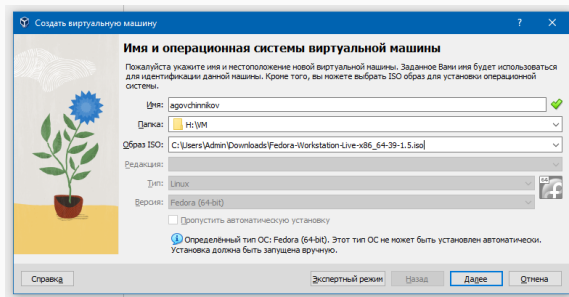 Создать виртуальную машину
? ×
Имя и операционная системы виртуальной машины
Пожалуйста укажите имя и местоположение новой виртуальной машины. Заданное Вами имя будет использоваться
для идентификации данной машины. Кроме того, вы можете выбрать ISO образ для установки операционной
системы.
Имя: agovchinnikov
Папка: H:\VM
Образ ISO: C:\Users\Admin\Downloads\Fedora-Workstation-Live-x86_64-39-1.5.iso
Редакция:
Тип: Linux
64
Версия: Fedora (64-bit)
Пропустить автоматическую установку
Определённый тип ОС: Fedora (64-bit). Этот тип ОС не может быть установлен автоматически.
Установка должна быть запущена вручную.
Справка Экспертный режим Назад Далее Отмена